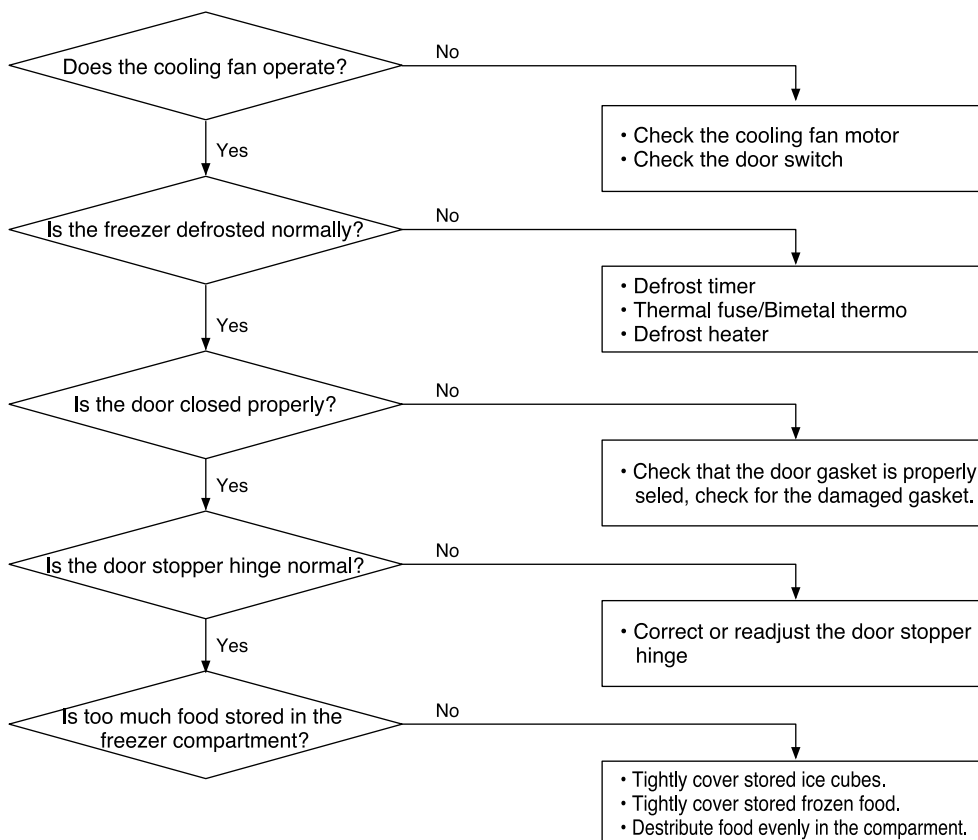 Does the cooling fan operate?
No
• Check the cooling fan motor
• Check the door switch
Yes
Is the freezer defrosted normally?
No
• Defrost timer
• Thermal fuse/Bimetal thermo
• Defrost heater
Yes
Is the door closed properly?
No
• Check that the door gasket is properly
seled, check for the damaged gasket.
Yes
Is the door stopper hinge normal?
No
• Correct or readjust the door stopper
hinge
Yes
Is too much food stored in the
freezer compartment?
No
• Tightly cover stored ice cubes.
• Tightly cover stored frozen food.
• Destribute food evenly in the comparment.